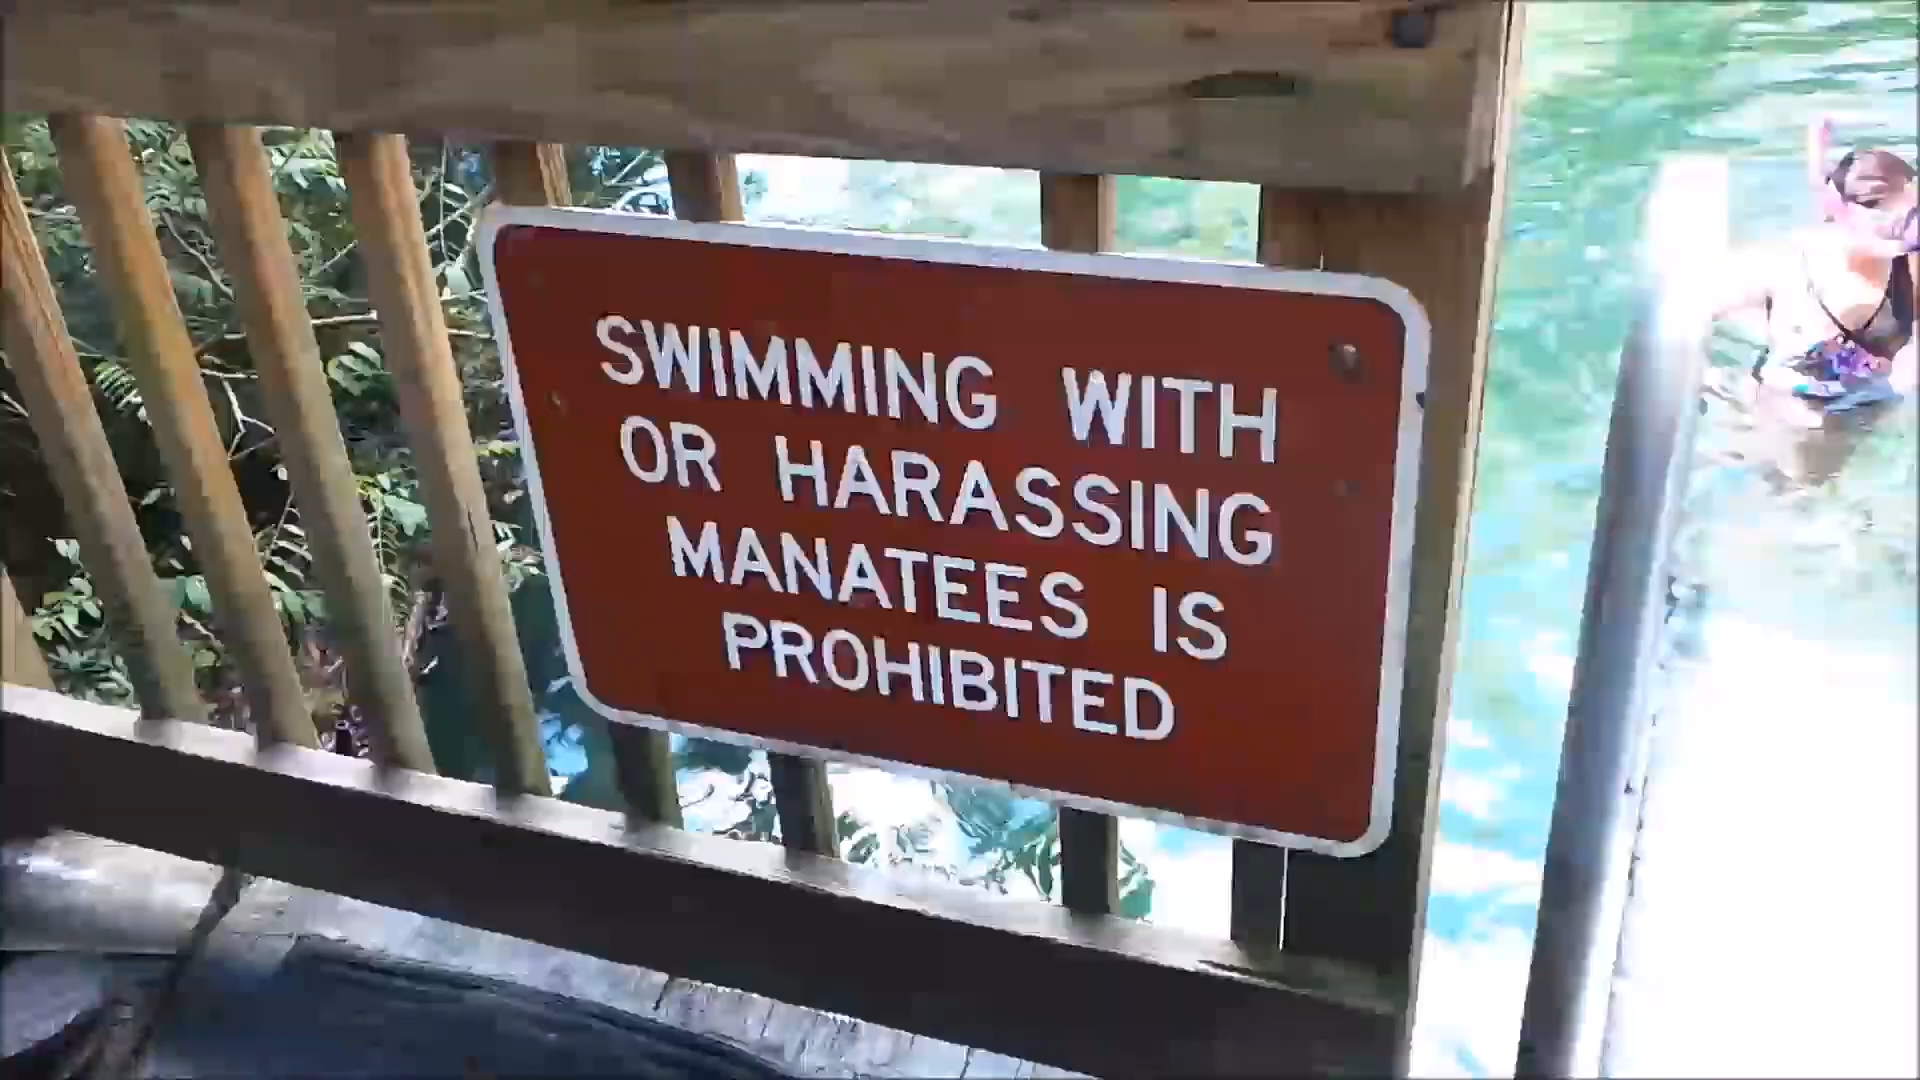 SWIMMING WITH
OR HARASSING
MANATEES IS
PROHIBITED